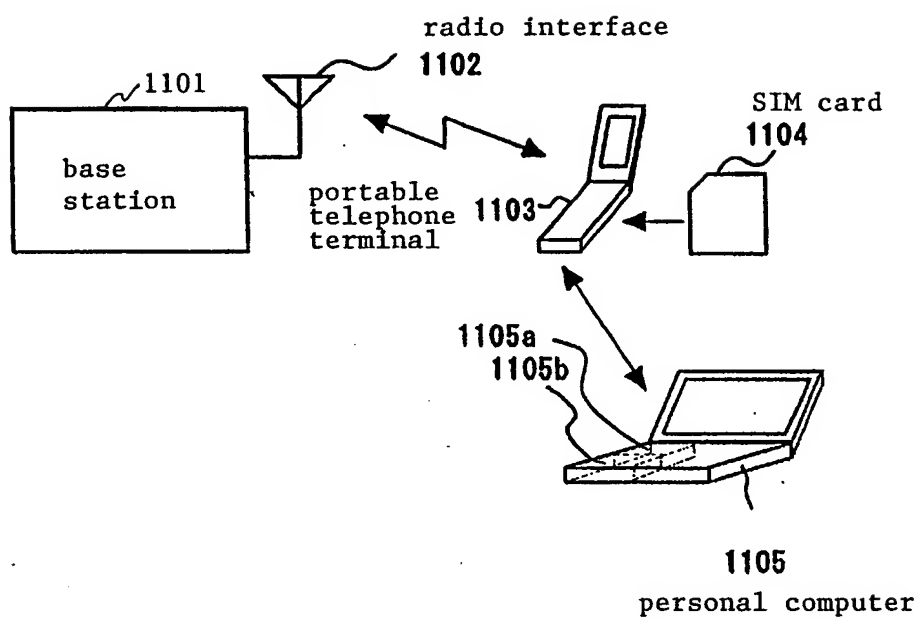 radio interface
1102
1101
base
station
SIM card
1104
portable
telephone
terminal
1103
1105a
1105b
1105
personal computer